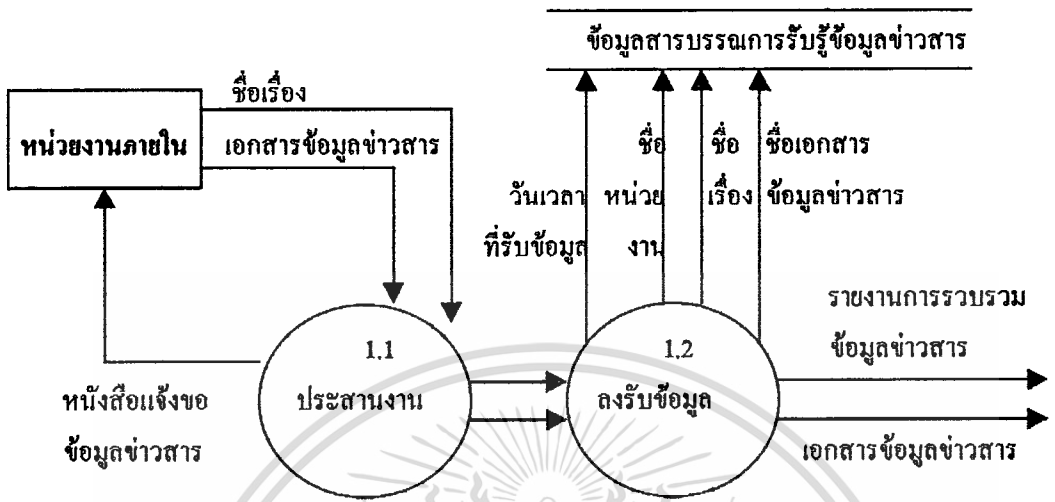 ข้อมูลสารบรรณการรับรู้ข้อมูลข่าวสาร
ชื่อเรื่อง
หน่วยงานภายใน
เอกสารข้อมูลข่าวสาร
วันเวลา
ที่รับข้อมูล
ชื่อ
หน่วย
งาน
ชื่อ
เรื่อง
ชื่อเอกสาร
ข้อมูลข่าวสาร
หนังสือแจ้งขอ
ข้อมูลข่าวสาร
1.1
ประสานงาน
1.2
ลงรับข้อมูล
รายงานการรวบรวม
ข้อมูลข่าวสาร
เอกสารข้อมูลข่าวสาร